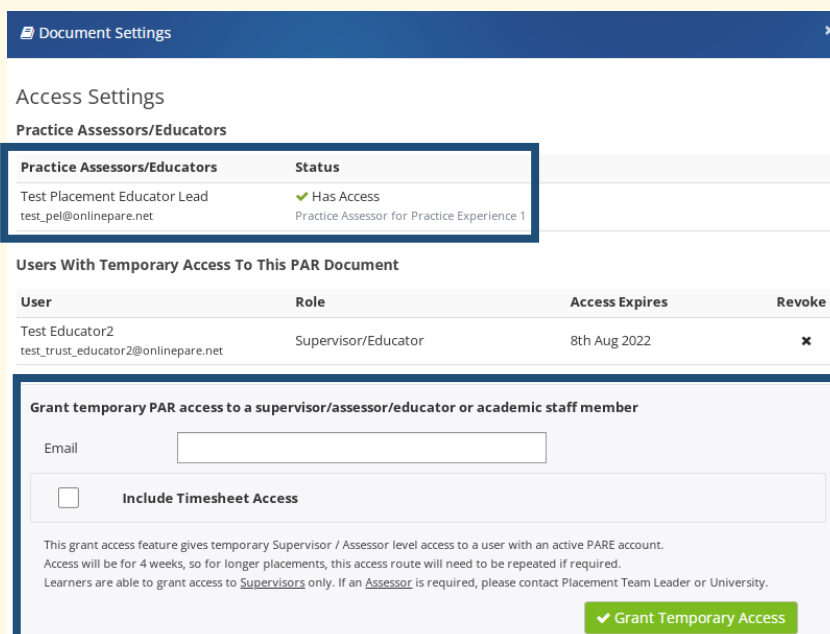 Document Settings
Access Settings
Practice Assessors/Educators
Practice Assessors/Educators Status
Test Placement Educator Lead Has Access
test_pel@onlinepare.net Practice Assessor for Practice Experience 1
Users With Temporary Access To This PAR Document
User Role Access Expires Revoke
Test Educator2
test_trust_educator2@onlinepare.net Supervisor/Educator 8th Aug 2022
Grant temporary PAR access to a supervisor/assessor/educator or academic staff member
Email
Include Timesheet Access
This grant access feature gives temporary Supervisor / Assessor level access to a user with an active PARE account.
Access will be for 4 weeks, so for longer placements, this access route will need to be repeated if required.
Learners are able to grant access to Supervisors only. If an Assessor is required, please contact Placement Team Leader or University.
Grant Temporary Access